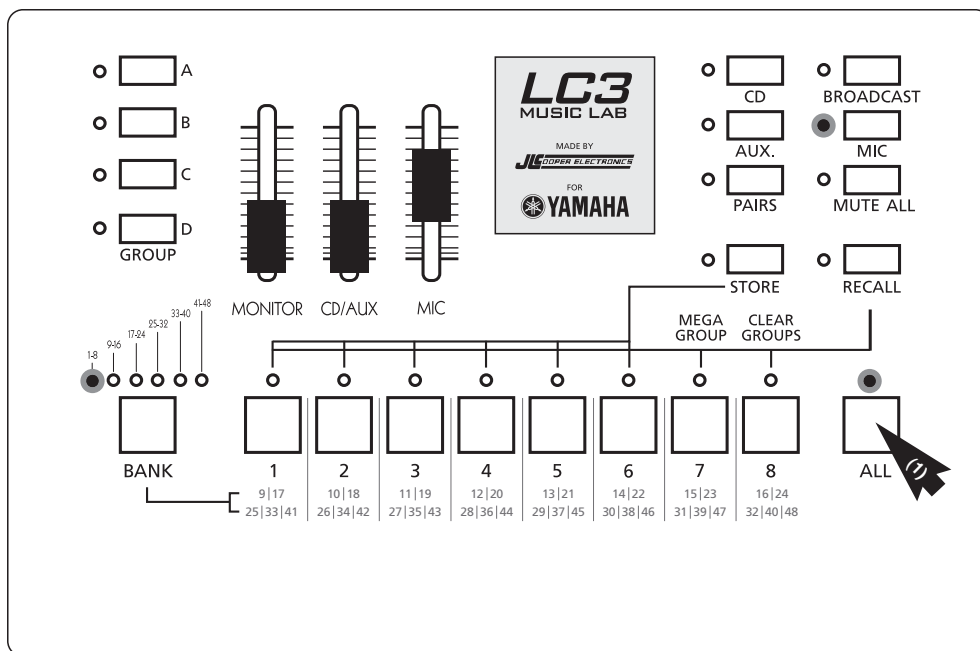 A
B
C
D
GROUP
MONITOR
CD/AUX
MIC
LC3
MUSIC LAB
MADE BY
JLCOOPER ELECTRONICS
FOR
YAMAHA
CD
BROADCAST
AUX.
MIC
PAIRS
MUTE ALL
STORE
RECALL
MEGA
GROUP
CLEAR
GROUPS
1-8
9-16
17-24
25-32
33-40
41-48
BANK
1
2
3
4
5
6
7
8
ALL
(1)
9|17
10|18
11|19
12|20
13|21
14|22
15|23
16|24
25|33|41
26|34|42
27|35|43
28|36|44
29|37|45
30|38|46
31|39|47
32|40|48